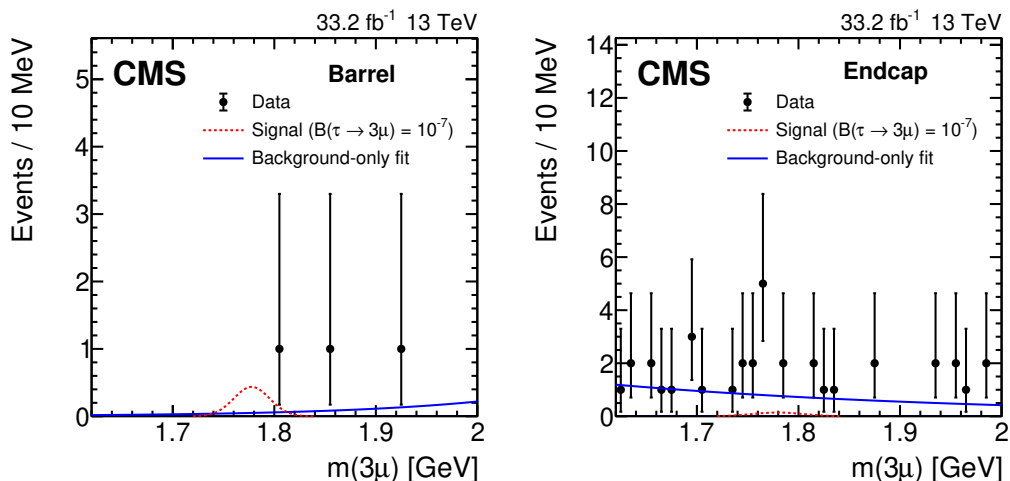 33.2 fb⁻¹ 13 TeV
CMS Barrel
Data
Signal (B(τ → 3μ) = 10⁻⁷)
Background-only fit
Events / 10 MeV
5
4
3
2
1
0
1.7 1.8 1.9 2
m(3μ) [GeV]
33.2 fb⁻¹ 13 TeV
CMS Endcap
Data
Signal (B(τ → 3μ) = 10⁻⁷)
Background-only fit
Events / 10 MeV
14
12
10
8
6
4
2
0
1.7 1.8 1.9 2
m(3μ) [GeV]